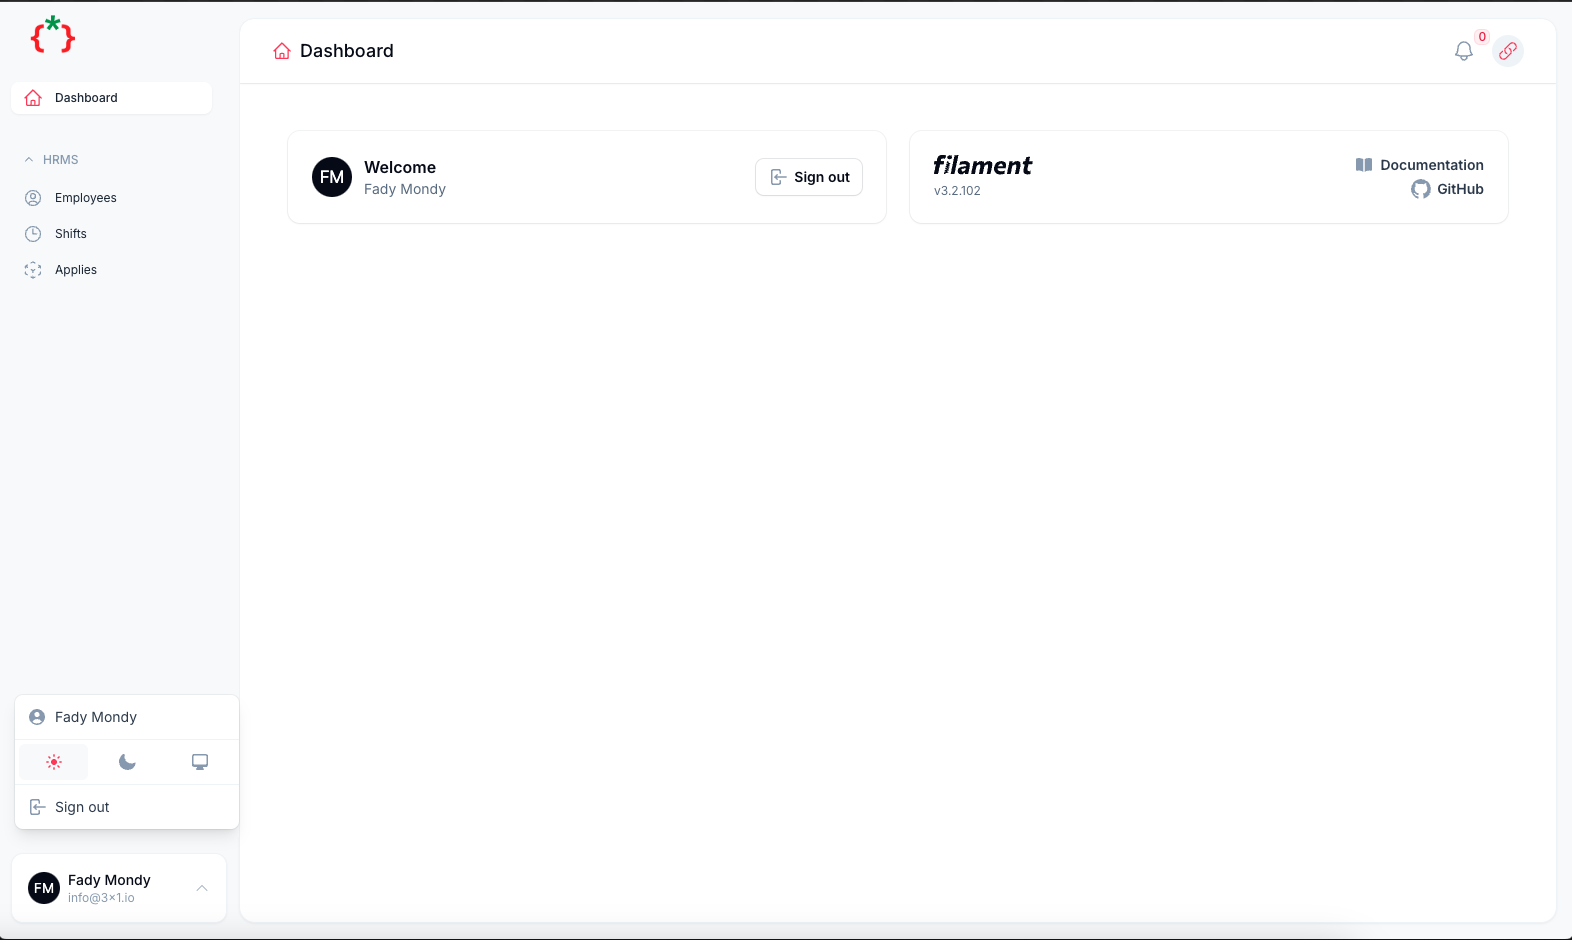 Dashboard
HRMS
Employees
Shifts
Applies
Fady Mondy
Sign out
FM
Fady Mondy
info@3x1.io
Dashboard
0
FM
Welcome
Fady Mondy
Sign out
filament
v3.2.102
Documentation
GitHub